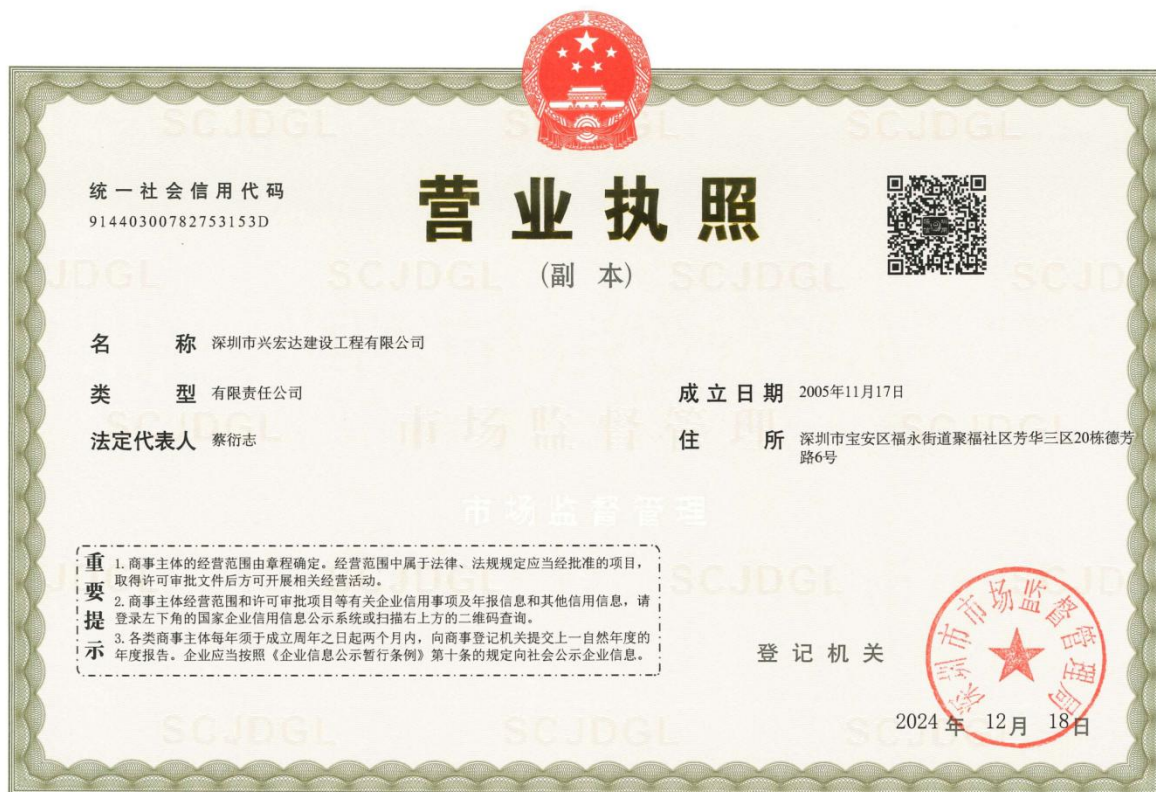 统一社会信用代码
91440300782753153D
营业执照
(副 本)
名 称 深圳市兴宏达建设工程有限公司
类 型 有限责任公司
成立日期 2005年11月17日
法定代表人 蔡衍志
住 所 深圳市宝安区福永街道聚福社区芳华三区20栋德芳
路6号
市场监督管理
市场监督管理
重要提示
1. 商事主体的经营范围由章程确定。经营范围中属于法律、法规规定应当经批准的项目，
取得许可审批文件后方可开展相关经营活动。
2. 商事主体经营范围和许可审批项目等有关企业信用事项及年报信息和其他信用信息，请
登录左下角的国家企业信用信息公示系统或扫描右上方的二维码查询。
3. 各类商事主体每年须于成立周年之日起两个月内，向商事登记机关提交上一自然年度的
年度报告。企业应当按照《企业信息公示暂行条例》第十条的规定向社会公示企业信息。
登记机关
深圳市市场监督管理局
2024年 12月 18日
SCJDGL